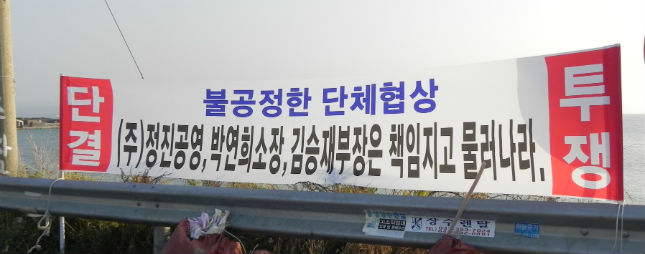 단결
불공정한 단체협상
(주)정진공영, 박연희소장, 김승재부장은 책임지고 물러나라.
투쟁